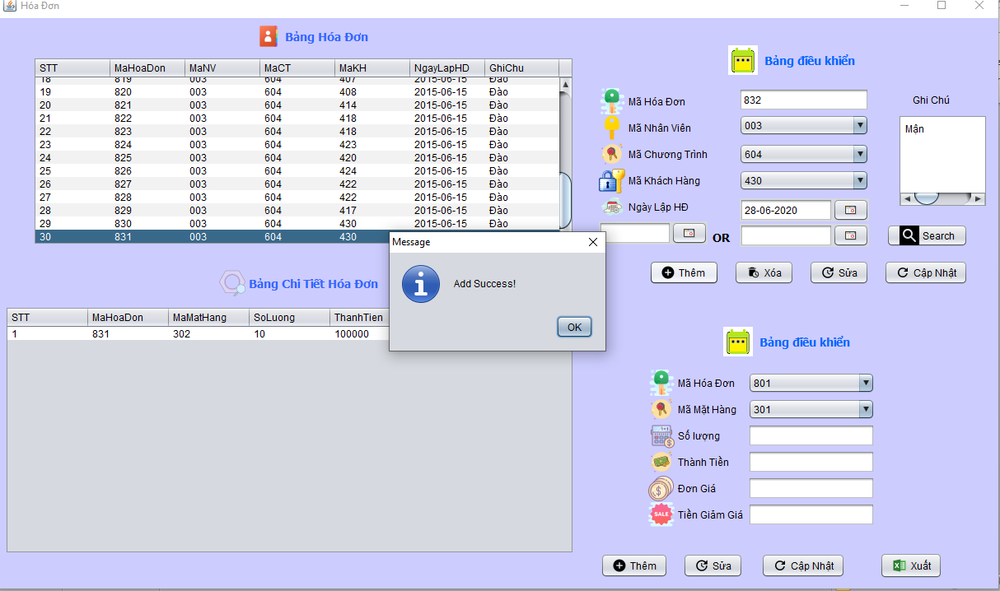 Hóa Đơn
Bảng Hóa Đơn
STT MaHoaDon MaNV MaCT MaKH NgayLapHD GhiChu
18 819 003 604 407 2015-06-15 Đào
19 820 003 604 408 2015-06-15 Đào
20 821 003 604 414 2015-06-15 Đào
21 822 003 604 418 2015-06-15 Đào
22 823 003 604 418 2015-06-15 Đào
23 824 003 604 423 2015-06-15 Đào
24 825 003 604 420 2015-06-15 Đào
25 826 003 604 424 2015-06-15 Đào
26 827 003 604 422 2015-06-15 Đào
27 828 003 604 422 2015-06-15 Đào
28 829 003 604 417 2015-06-15 Đào
29 830 003 604 430 2015-06-15 Đào
30 831 003 604 430
Bảng điều khiển
Mã Hóa Đơn 832
Mã Nhân Viên 003
Mã Chương Trình 604
Mã Khách Hàng 430
Ngày Lập HĐ 28-06-2020
OR
Ghi Chú
Mận
Search
Thêm Xóa Sửa Cập Nhật
Message
Add Success!
OK
Bảng Chi Tiết Hóa Đơn
STT MaHoaDon MaMatHang SoLuong ThanhTien
1 831 302 10 100000
Bảng điều khiển
Mã Hóa Đơn 801
Mã Mặt Hàng 301
Số lượng
Thành Tiền
Đơn Giá
SALE Tiền Giảm Giá
Thêm Sửa Cập Nhật Xuất